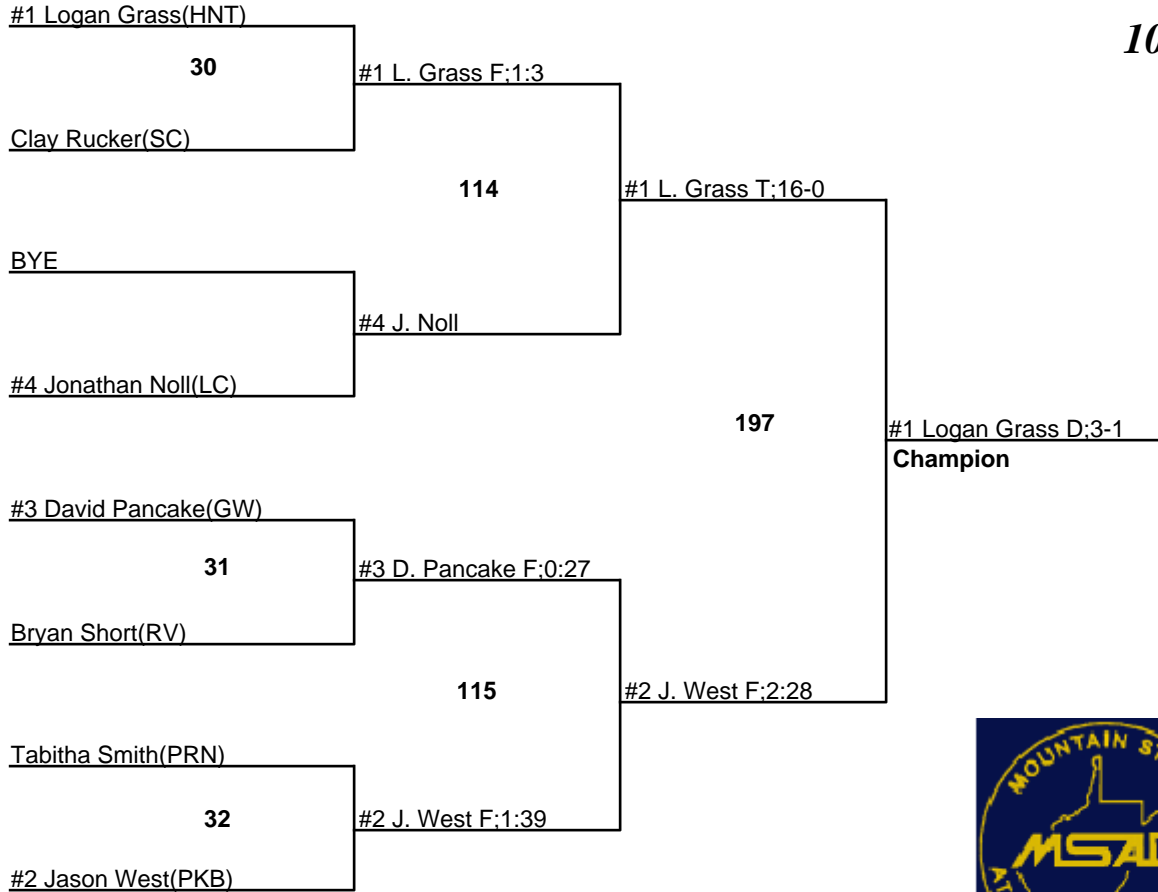 #1 Logan Grass(HNT)
10
30
#1 L. Grass F;1:3
Clay Rucker(SC)
114
#1 L. Grass T;16-0
BYE
#4 J. Noll
#4 Jonathan Noll(LC)
197
#1 Logan Grass D;3-1
Champion
#3 David Pancake(GW)
31
#3 D. Pancake F;0:27
Bryan Short(RV)
115
#2 J. West F;2:28
Tabitha Smith(PRN)
32
#2 J. West F;1:39
#2 Jason West(PKB)
MOUNTAIN
MSA